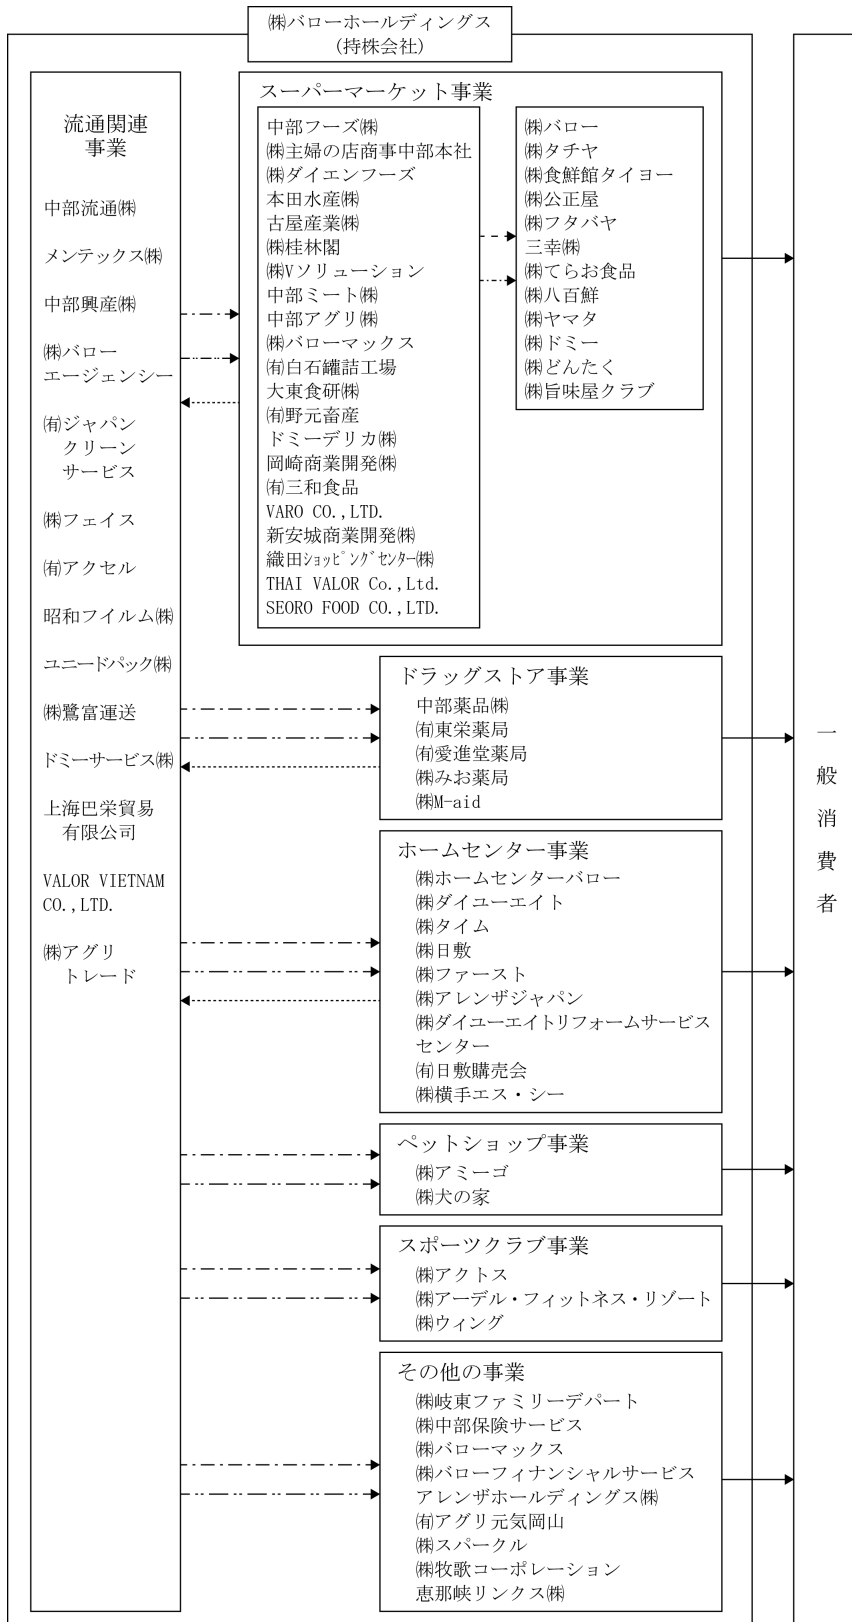 ㈱バローホールディングス
(持株会社)
流通関連
事業
中部流通㈱
メンテックス㈱
中部興産㈱
㈱バロー
エージェンシー
㈲ジャパン
クリーン
サービス
㈱フェイス
㈲アクセル
昭和フイルム㈱
ユニードパック㈱
㈱鷺富運送
ドミーサービス㈱
上海巴栄貿易
有限公司
VALOR VIETNAM
CO.,LTD.
㈱アグリ
トレード
スーパーマーケット事業
中部フーズ㈱
㈱主婦の店商事中部本社
㈱ダイエンフーズ
本田水産㈱
古屋産業㈱
㈱桂林閣
㈱Vソリューション
中部ミート㈱
中部アグリ㈱
㈱バローマックス
㈲白石罐詰工場
大東食研㈱
㈲野元畜産
ドミーデリカ㈱
岡崎商業開発㈱
㈲三和食品
VARO CO.,LTD.
新安城商業開発㈱
織田ショッピングセンター㈱
THAI VALOR Co.,Ltd.
SEORO FOOD CO.,LTD.
㈱バロー
㈱タチヤ
㈱食鮮館タイヨー
㈱公正屋
㈱フタバヤ
三幸㈱
㈱てらお食品
㈱八百鮮
㈱ヤマタ
㈱ドミー
㈱どんたく
㈱旨味屋クラブ
ドラッグストア事業
中部薬品㈱
㈲東栄薬局
㈲愛進堂薬局
㈱みお薬局
㈱M-aid
ホームセンター事業
㈱ホームセンターバロー
㈱ダイユーエイト
㈱タイム
㈱日敷
㈱ファースト
㈱アレンザジャパン
㈱ダイユーエイトリフォームサービス
センター
㈲日敷購売会
㈱横手エス・シー
ペットショップ事業
㈱アミーゴ
㈱犬の家
スポーツクラブ事業
㈱アクトス
㈱アーデル・フィットネス・リゾート
㈱ウィング
その他の事業
㈱岐東ファミリーデパート
㈱中部保険サービス
㈱バローマックス
㈱バローフィナンシャルサービス
アレンザホールディングス㈱
㈲アグリ元気岡山
㈱スパークル
㈱牧歌コーポレーション
恵那峡リンクス㈱
一般消費者